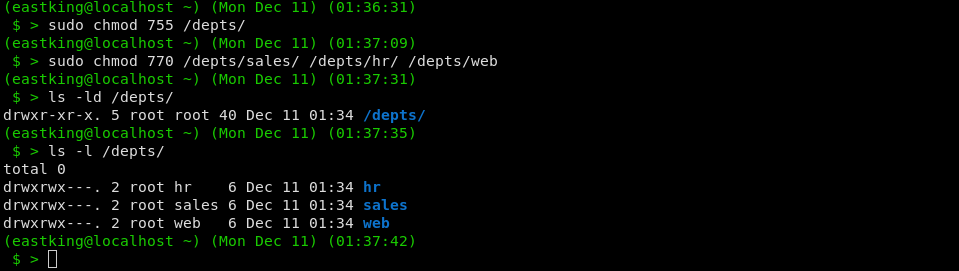 (eastking@localhost ~) (Mon Dec 11) (01:36:31)
$ > sudo chmod 755 /depts/
(eastking@localhost ~) (Mon Dec 11) (01:37:09)
$ > sudo chmod 770 /depts/sales/ /depts/hr/ /depts/web
(eastking@localhost ~) (Mon Dec 11) (01:37:31)
$ > ls -ld /depts/
drwxr-xr-x. 5 root root 40 Dec 11 01:34 /depts/
(eastking@localhost ~) (Mon Dec 11) (01:37:35)
$ > ls -l /depts/
total 0
drwxrwx---. 2 root hr    6 Dec 11 01:34 hr
drwxrwx---. 2 root sales 6 Dec 11 01:34 sales
drwxrwx---. 2 root web   6 Dec 11 01:34 web
(eastking@localhost ~) (Mon Dec 11) (01:37:42)
$ >